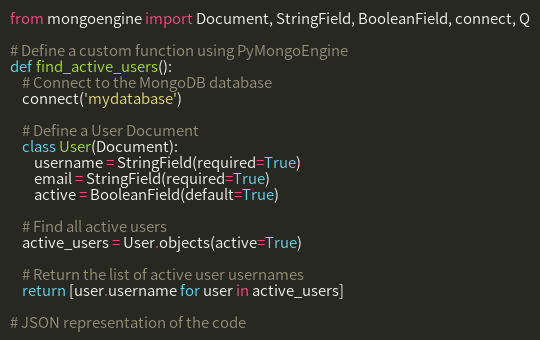 from mongoengine import Document, StringField, BooleanField, connect, Q
# Define a custom function using PyMongoEngine
def find_active_users():
# Connect to the MongoDB database
connect('mydatabase')
# Define a User Document
class User(Document):
username = StringField(required=True)
email = StringField(required=True)
active = BooleanField(default=True)
# Find all active users
active_users = User.objects(active=True)
# Return the list of active user usernames
return [user.username for user in active_users]
# JSON representation of the code